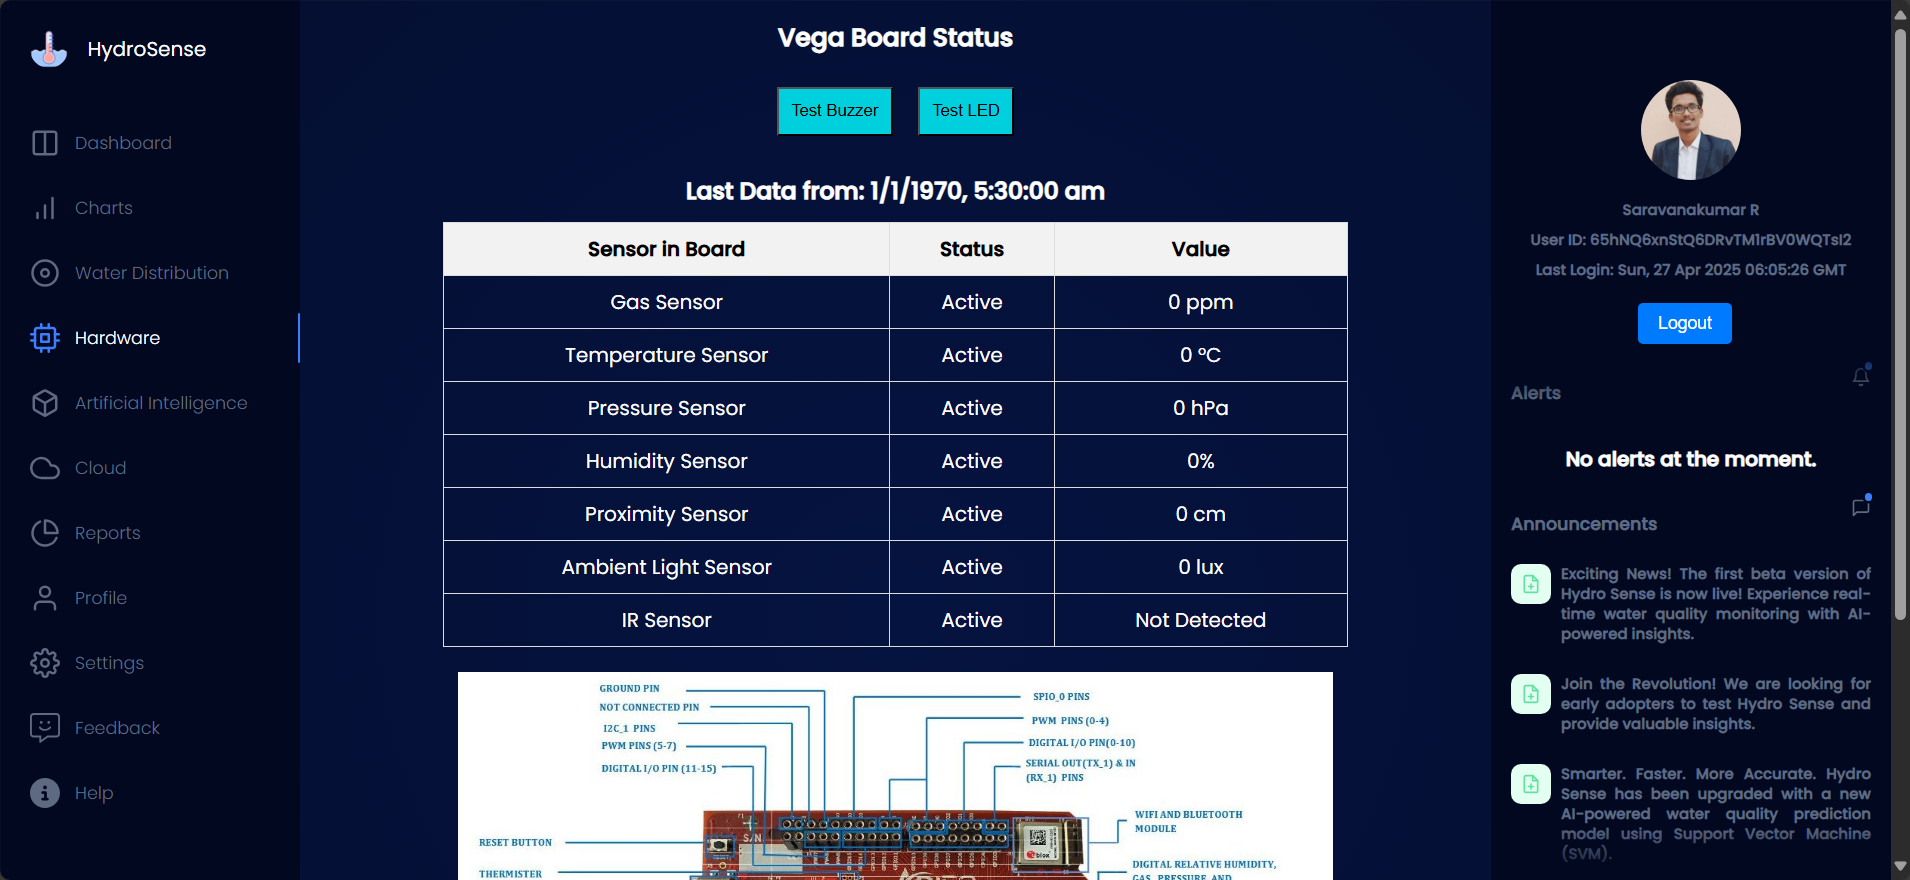 HydroSense
Dashboard
Charts
Water Distribution
Hardware
Artificial Intelligence
Cloud
Reports
Profile
Settings
Feedback
Help
Vega Board Status
Test Buzzer
Test LED
Last Data from: 1/1/1970, 5:30:00 am
Sensor in Board Status Value
Gas Sensor Active 0 ppm
Temperature Sensor Active 0 °C
Pressure Sensor Active 0 hPa
Humidity Sensor Active 0%
Proximity Sensor Active 0 cm
Ambient Light Sensor Active 0 lux
IR Sensor Active Not Detected
GROUND PIN
NOT CONNECTED PIN
I2C_1 PINS
PWM PINS (5-7)
DIGITAL I/O PIN (11-15)
RESET BUTTON
THERMISTER
SPIO_0 PINS
PWM PINS (0-4)
DIGITAL I/O PIN(0-10)
SERIAL OUT(TX_1) & IN
(RX_1) PINS
WIFI AND BLUETOOTH
MODULE
DIGITAL RELATIVE HUMIDITY,
GAS, PRESSURE, AND
S/N
blox
Saravanakumar R
Last Login: Sun, 27 Apr 2025 06:05:26 GMT
Logout
Alerts
No alerts at the moment.
Announcements
Exciting News! The first beta version of
Hydro Sense is now live! Experience real-
time water quality monitoring with AI-
powered insights.
Join the Revolution! We are looking for
early adopters to test Hydro Sense and
provide valuable insights.
Smarter. Faster. More Accurate. Hydro
Sense has been upgraded with a new
AI-powered water quality prediction
model using Support Vector Machine
(SVM).